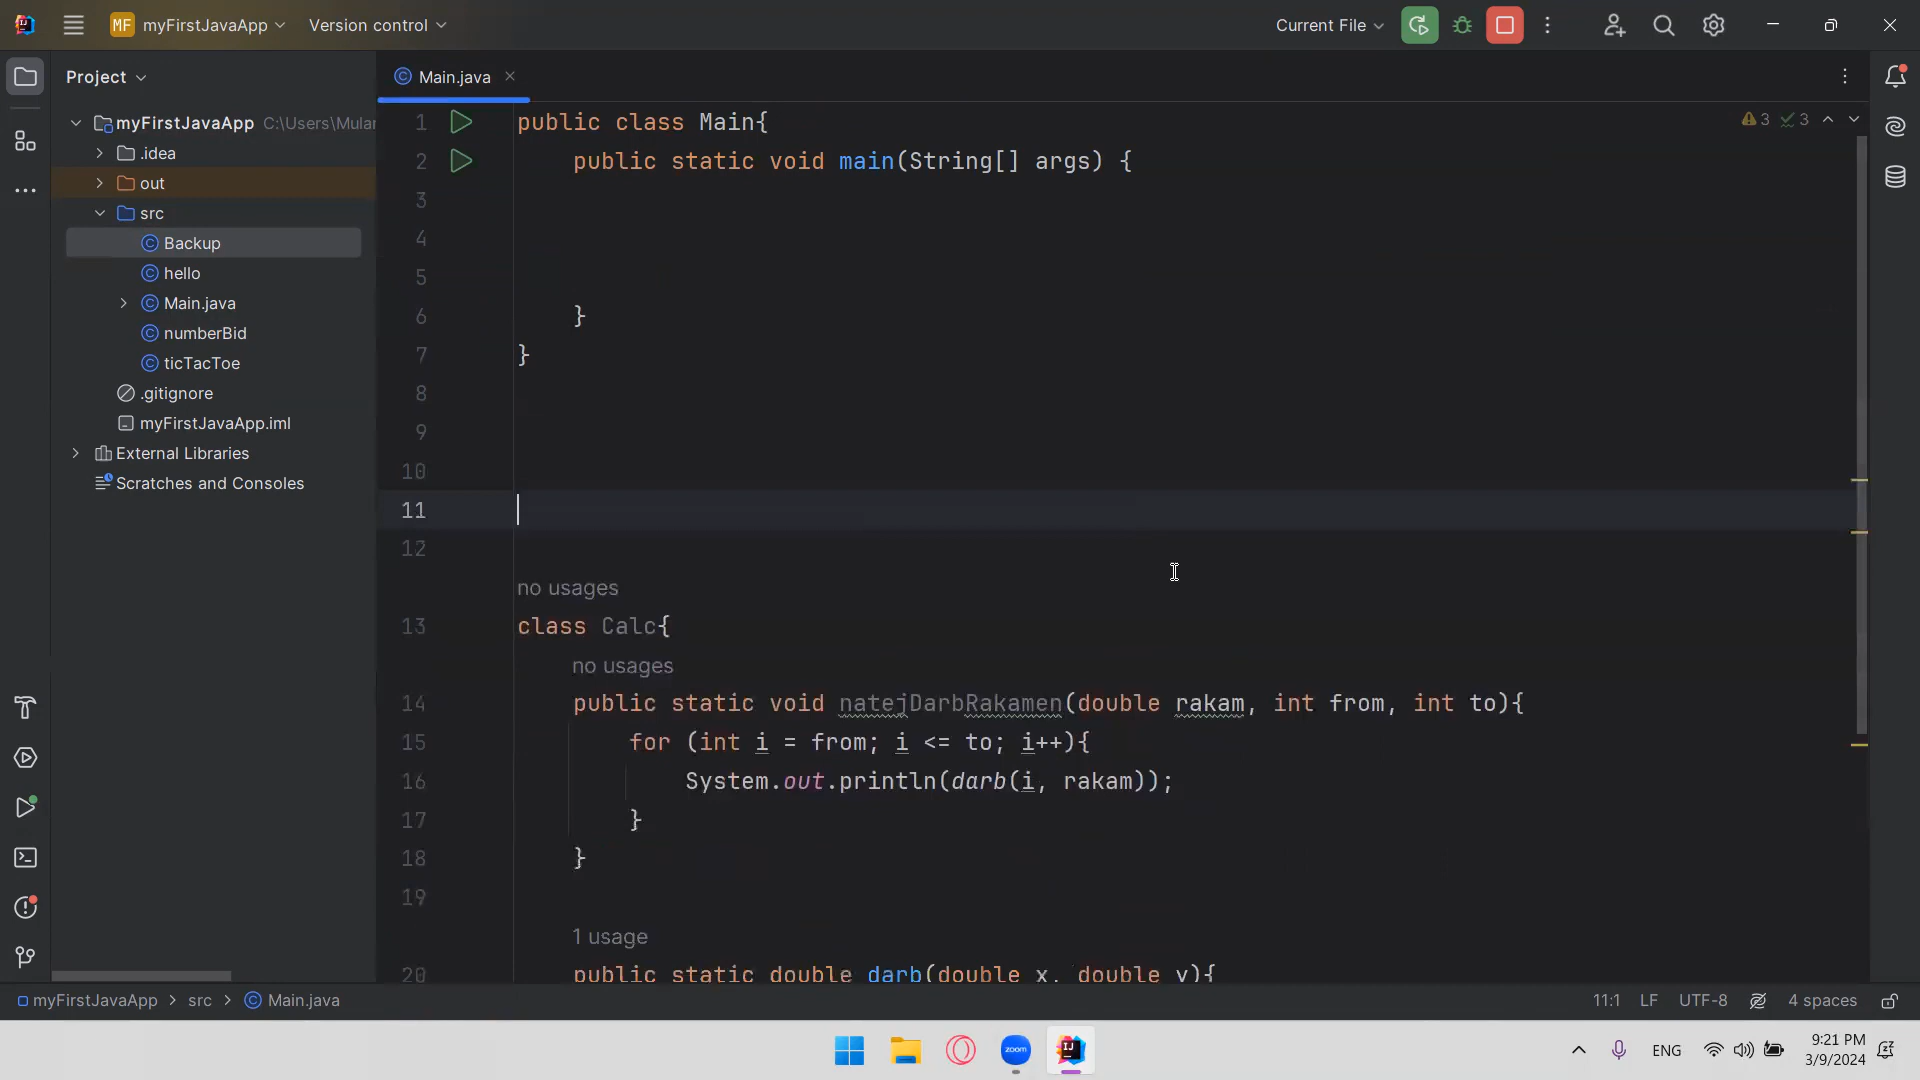 MF myFirstJavaApp Version control Current File
Project Main.java
myFirstJavaApp C:\Users\Mular
.idea
out
src
Backup
hello
Main.java
numberBid
ticTacToe
.gitignore
myFirstJavaApp.iml
External Libraries
Scratches and Consoles
3 3
1 public class Main{
2 public static void main(String[] args) {
3
4
5
6 }
7 }
8
9
10
11
12
no usages
13 class Calc{
no usages
14 public static void natejDarbRakamen(double rakam, int from, int to){
15 for (int i = from; i <= to; i++){
16 System.out.println(darb(i, rakam));
17 }
18 }
19
1 usage
20 public static double darb(double x, double y){
myFirstJavaApp > src > Main.java 11:1 LF UTF-8 4 spaces
zoom IJ ENG 9:21 PM
3/9/2024